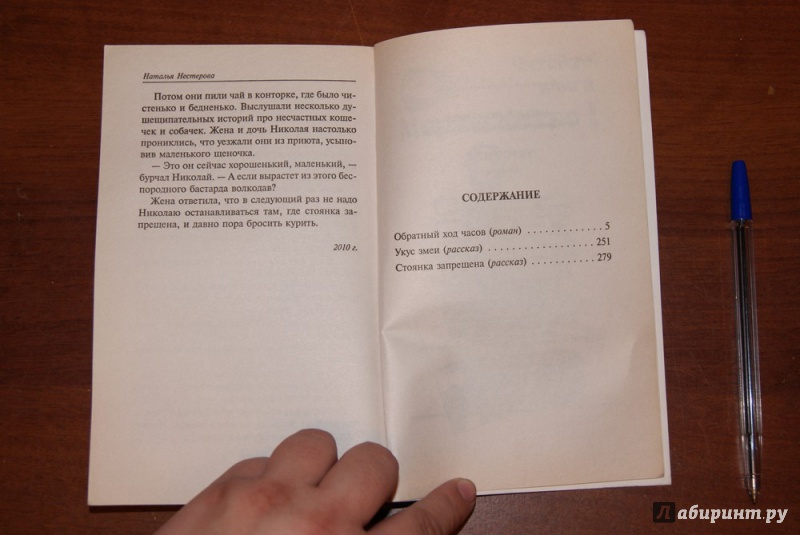 Наталья Нестерова
Потом они пили чай в конторке, где было чи-
стенько и бедненько. Выслушали несколько ду-
шещипательных историй про несчастных коше-
чек и собачек. Жена и дочь Николая настолько
прониклись, что уезжали они из приюта, усыно-
вив маленького щеночка.
— Это он сейчас хорошенький, маленький, —
бурчал Николай. — А если вырастет из этого бес-
породного бастарда волкодав?
Жена ответила, что в следующий раз не надо
Николаю останавливаться там, где стоянка за-
прещена, и давно пора бросить курить.
2010 г.
СОДЕРЖАНИЕ
Обратный ход часов (роман) . . . . . . . . . . . . 5
Укус змеи (рассказ) . . . . . . . . . . . . . . . . . 251
Стоянка запрещена (рассказ) . . . . . . . . . . . 279
Лабиринт.ру